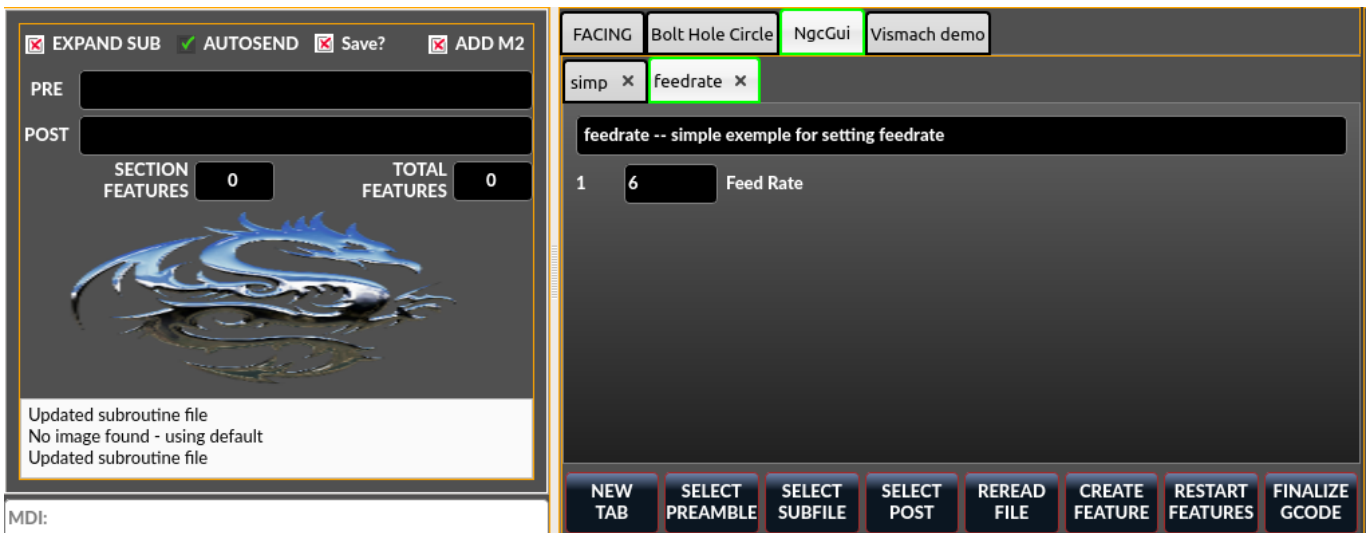 EXPAND SUB AUTOSEND Save? ADD M2
PRE
POST
SECTION FEATURES 0 TOTAL FEATURES 0
Updated subroutine file
No image found - using default
Updated subroutine file
MDI:
FACING Bolt Hole Circle NgcGui Vismach demo
simp × feedrate ×
feedrate -- simple exemple for setting feedrate
1 6 Feed Rate
NEW TAB SELECT PREAMBLE SELECT SUBFILE SELECT POST REREAD FILE CREATE FEATURE RESTART FEATURES FINALIZE GCODE